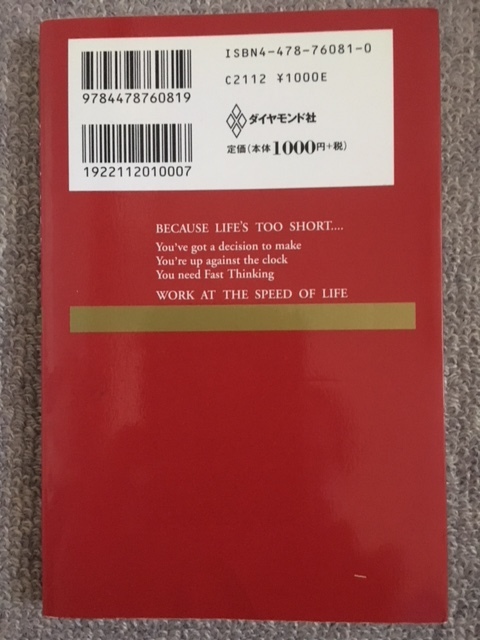 ISBN4-478-76081-0
C2112 ¥1000E
9784478760819
ダイヤモンド社
定価(本体1000円+税)
1922112010007
BECAUSE LIFE'S TOO SHORT....
You've got a decision to make
You're up against the clock
You need Fast Thinking
WORK AT THE SPEED OF LIFE